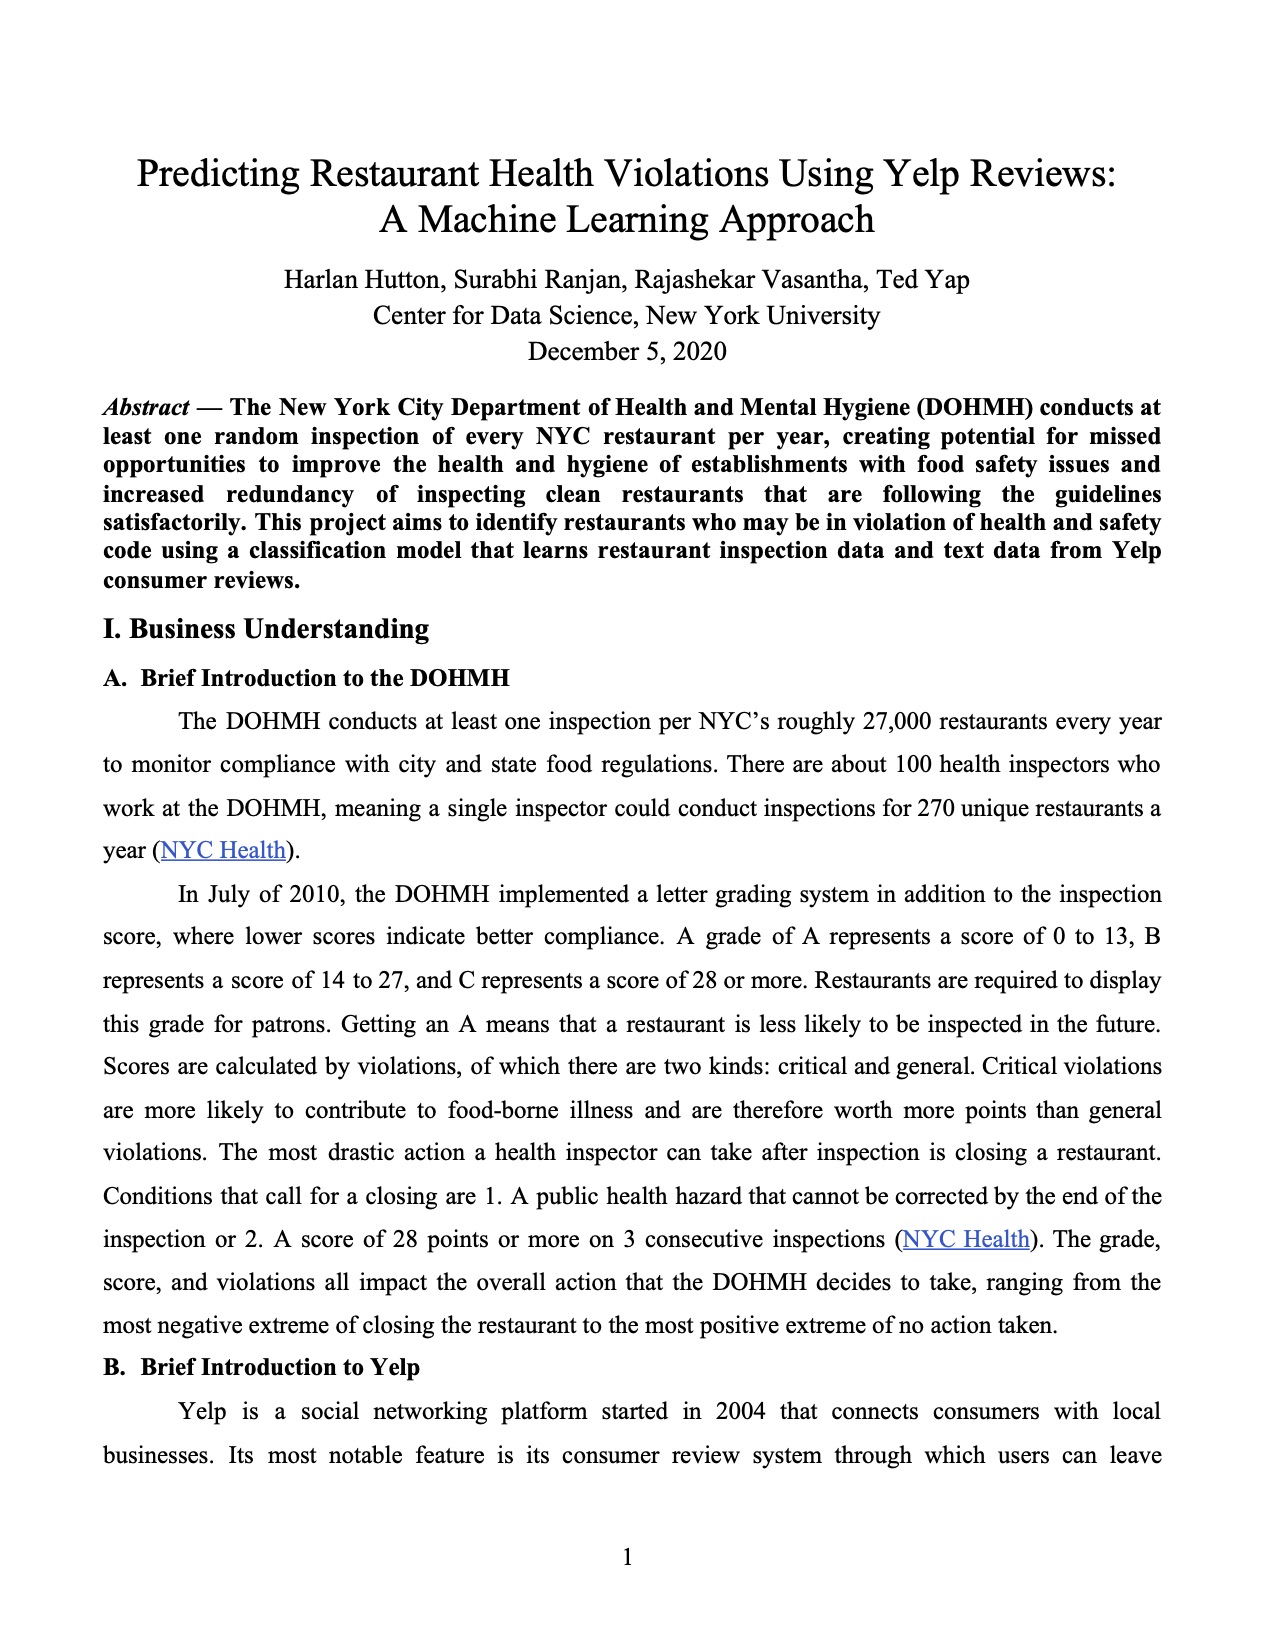 Predicting Restaurant Health Violations Using Yelp Reviews:
A Machine Learning Approach
Harlan Hutton, Surabhi Ranjan, Rajashekar Vasantha, Ted Yap
Center for Data Science, New York University
December 5, 2020
Abstract — The New York City Department of Health and Mental Hygiene (DOHMH) conducts at
least one random inspection of every NYC restaurant per year, creating potential for missed
opportunities to improve the health and hygiene of establishments with food safety issues and
increased redundancy of inspecting clean restaurants that are following the guidelines
satisfactorily. This project aims to identify restaurants who may be in violation of health and safety
code using a classification model that learns restaurant inspection data and text data from Yelp
consumer reviews.
I. Business Understanding
A. Brief Introduction to the DOHMH
The DOHMH conducts at least one inspection per NYC’s roughly 27,000 restaurants every year
to monitor compliance with city and state food regulations. There are about 100 health inspectors who
work at the DOHMH, meaning a single inspector could conduct inspections for 270 unique restaurants a
year (NYC Health).
In July of 2010, the DOHMH implemented a letter grading system in addition to the inspection
score, where lower scores indicate better compliance. A grade of A represents a score of 0 to 13, B
represents a score of 14 to 27, and C represents a score of 28 or more. Restaurants are required to display
this grade for patrons. Getting an A means that a restaurant is less likely to be inspected in the future.
Scores are calculated by violations, of which there are two kinds: critical and general. Critical violations
are more likely to contribute to food-borne illness and are therefore worth more points than general
violations. The most drastic action a health inspector can take after inspection is closing a restaurant.
Conditions that call for a closing are 1. A public health hazard that cannot be corrected by the end of the
inspection or 2. A score of 28 points or more on 3 consecutive inspections (NYC Health). The grade,
score, and violations all impact the overall action that the DOHMH decides to take, ranging from the
most negative extreme of closing the restaurant to the most positive extreme of no action taken.
B. Brief Introduction to Yelp
Yelp is a social networking platform started in 2004 that connects consumers with local
businesses. Its most notable feature is its consumer review system through which users can leave
1